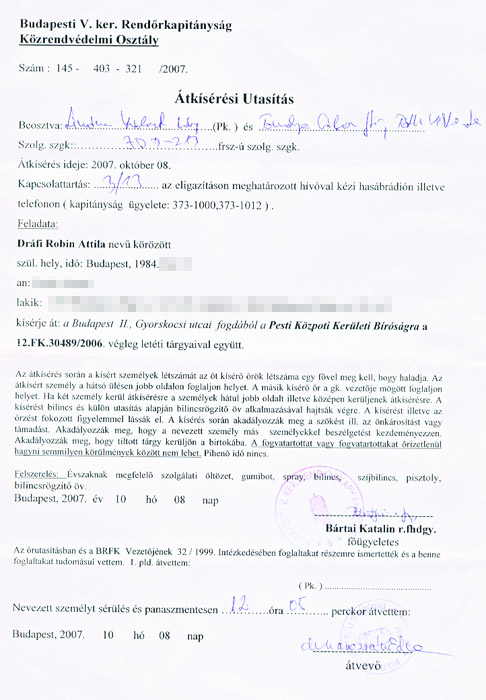 Budapesti V. ker. Rendőrkapitányság
Közrendvédelmi Osztály
Szám : 145 - 403 - 321 /2007.
Átkísérési Utasítás
Beosztva: (Pk. ) és
Szolg. szgk:: frsz-ú szolg. szgk.
Átkísérés ideje: 2007. október 08.
Kapcsolattartás: 3/13 az eligazításon meghatározott hívóval kézi hasábrádión illetve
telefonon ( kapitányság ügyelete: 373-1000,373-1012 ) .
Feladata:
Dráfi Robin Attila nevű körözött
szül. hely, idő: Budapest, 1984.
an:
lakik:
kísérje át: a Budapest II., Gyorskocsi utcai fogdából a Pesti Közpoti Kerületi Bíróságra a
12.FK.30489/2006. végleg letéti tárgyaival együtt.
Az átkísérés során a kísért személyek létszámát az őt kísérő őrök létszáma egy fővel meg kell, hogy haladja. Az
átkísért személy a hátsó ülésen jobb oldalon foglaljon helyet. A másik kísérő őr a gk. vezetője mögött foglaljon
helyet. Ha két személy kerül átkísérésre a személyek hátul jobb oldalt illetve középen kerüljenek átkísérésre. A
kísérést bilincs és külön utasítás alapján bilincsrögzítő öv alkalmazásával hajtsák végre. A kísérést illetve az
őrzést fokozott figyelemmel lássák el. A kísérés során akadályozzák meg a szökést ill. az önkárosítást vagy
támadást. Akadályozzák meg, hogy a nevezett személy más személyekkel beszélgetést kezdeményezzen.
Akadályozzák meg, hogy tiltott tárgy kerüljön a birtokába. A fogvatartottat vagy fogvatartottakat őrizetlenül
hagyni semmilyen körülmények között nem lehet. Pihenő idő nincs.
Felszerelés: Évszaknak megfelelő szolgálati öltözet, gumibot, spray, bilincs, szíjbilincs, pisztoly,
bilincsrögzítő öv.
Budapest, 2007. év 10 hó 08 nap
Bártai Katalin r.fhdgy.
főügyeletes
Az őrutasításban és a BRFK Vezetőjének 32 / 1999. Intézkedésében foglaltakat részemre ismertették és a benne
foglaltakat tudomásul vettem. 1. pld. átvettem:
( Pk. )
Nevezett személyt sérülés és panaszmentesen 12 óra 05 perckor átvettem:
Budapest, 2007. 10 hó 08 nap
átvevő